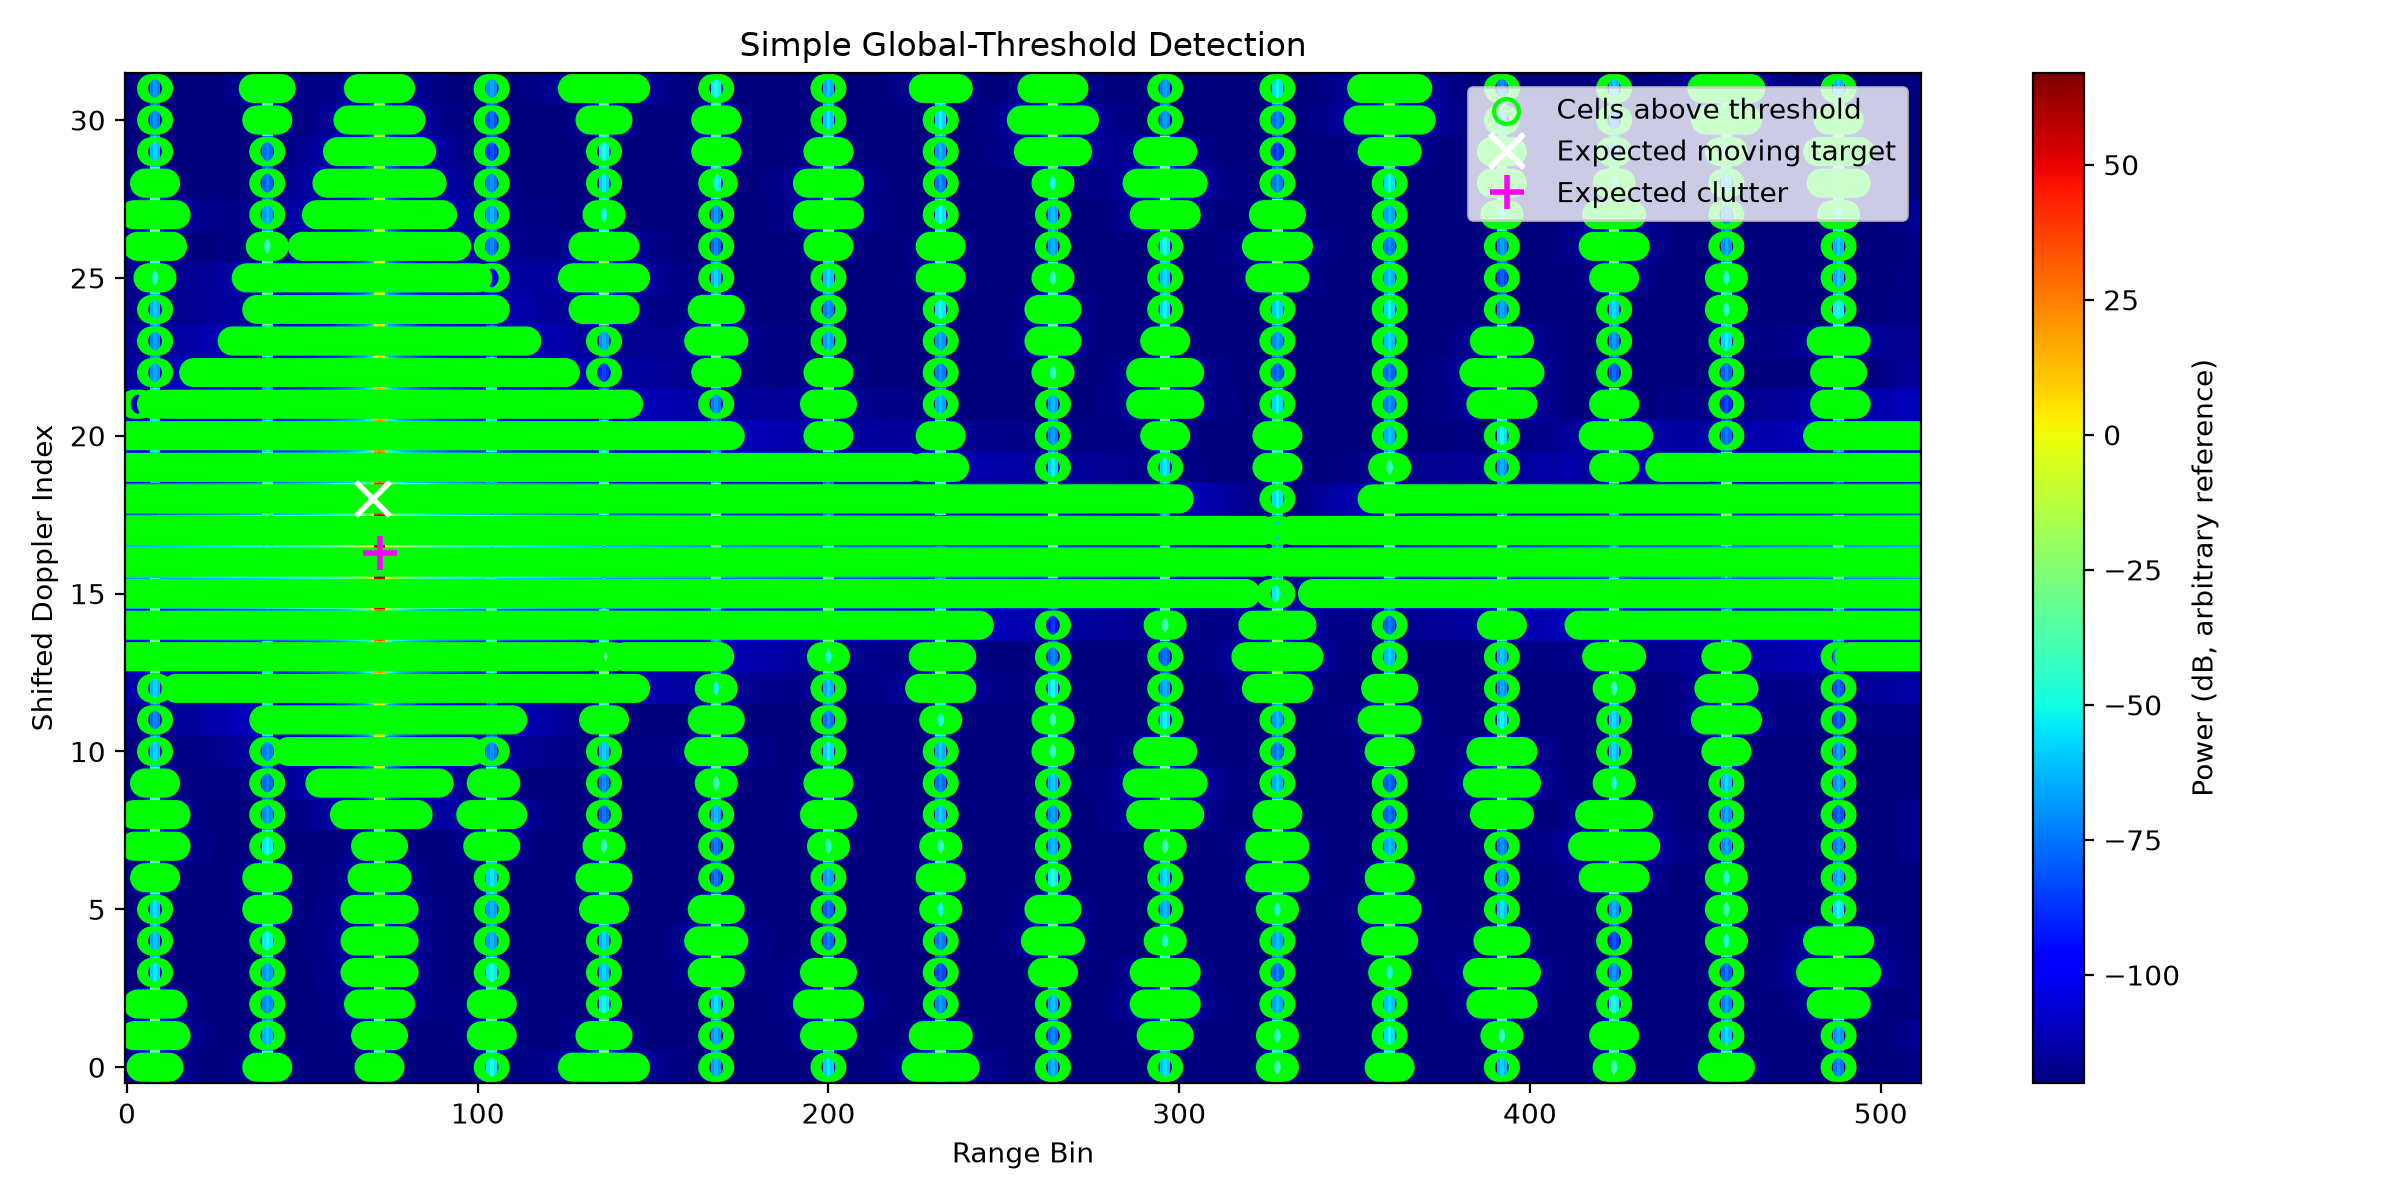 Simple Global-Threshold Detection
Cells above threshold
Expected moving target
Expected clutter
Shifted Doppler Index
30
25
20
15
10
5
0
0 100 200 300 400 500
Range Bin
50
25
0
−25
−50
−75
−100
Power (dB, arbitrary reference)